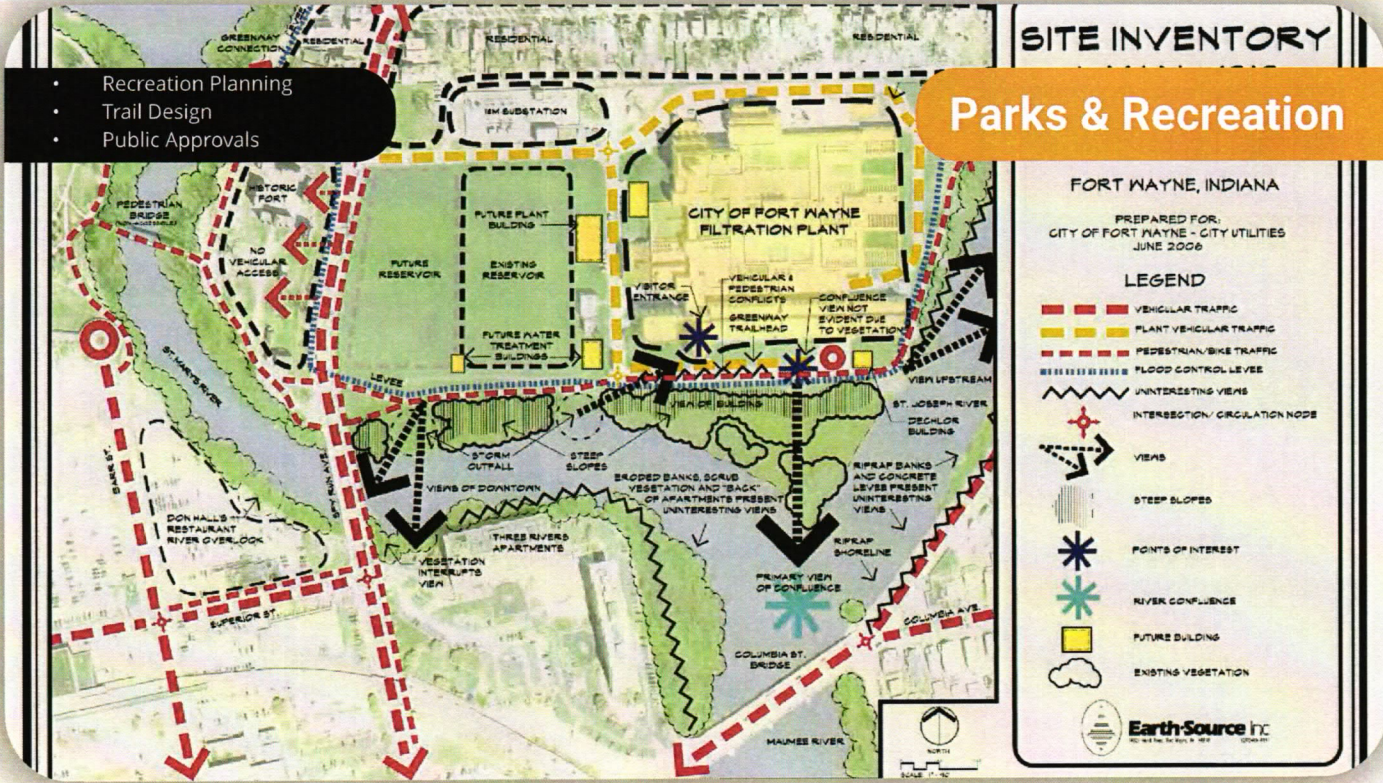 GREENWAY
CONNECTION
RESIDENTIAL
RESIDENTIAL
RESIDENTIAL
• Recreation Planning
• Trail Design
• Public Approvals
I&M SUBSTATION
PEDESTRIAN
BRIDGE
HISTORIC
FORT
NO
VEHICULAR
ACCESS
FUTURE
RESERVOIR
FUTURE PLANT
BUILDING
EXISTING
RESERVOIR
FUTURE WATER
TREATMENT
BUILDINGS
CITY OF FORT WAYNE
FILTRATION PLANT
VISITOR
ENTRANCE
VEHICULAR &
PEDESTRIAN
CONFLICTS
GREENWAY
TRAILHEAD
CONFLUENCE
VIEW NOT
EVIDENT DUE
TO VEGETATION
ST. MARYS RIVER
LEVEE
VIEW OF BUILDING
VIEW UPSTREAM
ST. JOSEPH RIVER
DECHLOR
BUILDING
STORM
OUTFALL
STEEP
SLOPES
BARR ST.
SPY RUN AVE.
VIEWS OF DOWNTOWN
ERODED BANKS, SCRUB
VEGETATION AND "BACK"
OF APARTMENTS PRESENT
UNINTERESTING VIEWS
RIPRAP BANKS
AND CONCRETE
LEVEE PRESENT
UNINTERESTING
VIEWS
DON HALL'S
RESTAURANT
RIVER OVERLOOK
THREE RIVERS
APARTMENTS
VEGETATION
INTERRUPTS
VIEW
RIPRAP
SHORELINE
PRIMARY VIEW
OF CONFLUENCE
SUPERIOR ST.
COLUMBIA AVE.
COLUMBIA ST.
BRIDGE
MAUMEE RIVER
NORTH
SITE INVENTORY
Parks & Recreation
FORT WAYNE, INDIANA
PREPARED FOR:
CITY OF FORT WAYNE - CITY UTILITIES
JUNE 2006
LEGEND
VEHICULAR TRAFFIC
PLANT VEHICULAR TRAFFIC
PEDESTRIAN/BIKE TRAFFIC
FLOOD CONTROL LEVEE
UNINTERESTING VIEWS
INTERSECTION/CIRCULATION NODE
VIEWS
STEEP SLOPES
POINTS OF INTEREST
RIVER CONFLUENCE
FUTURE BUILDING
EXISTING VEGETATION
Earth·Source Inc